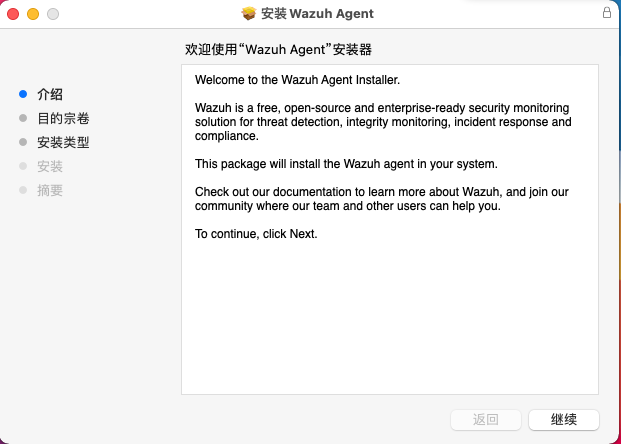 安装 Wazuh Agent
欢迎使用“Wazuh Agent”安装器
介绍
目的宗卷
安装类型
安装
摘要
Welcome to the Wazuh Agent Installer.
Wazuh is a free, open-source and enterprise-ready security monitoring
solution for threat detection, integrity monitoring, incident response and
compliance.
This package will install the Wazuh agent in your system.
Check out our documentation to learn more about Wazuh, and join our
community where our team and other users can help you.
To continue, click Next.
返回
继续